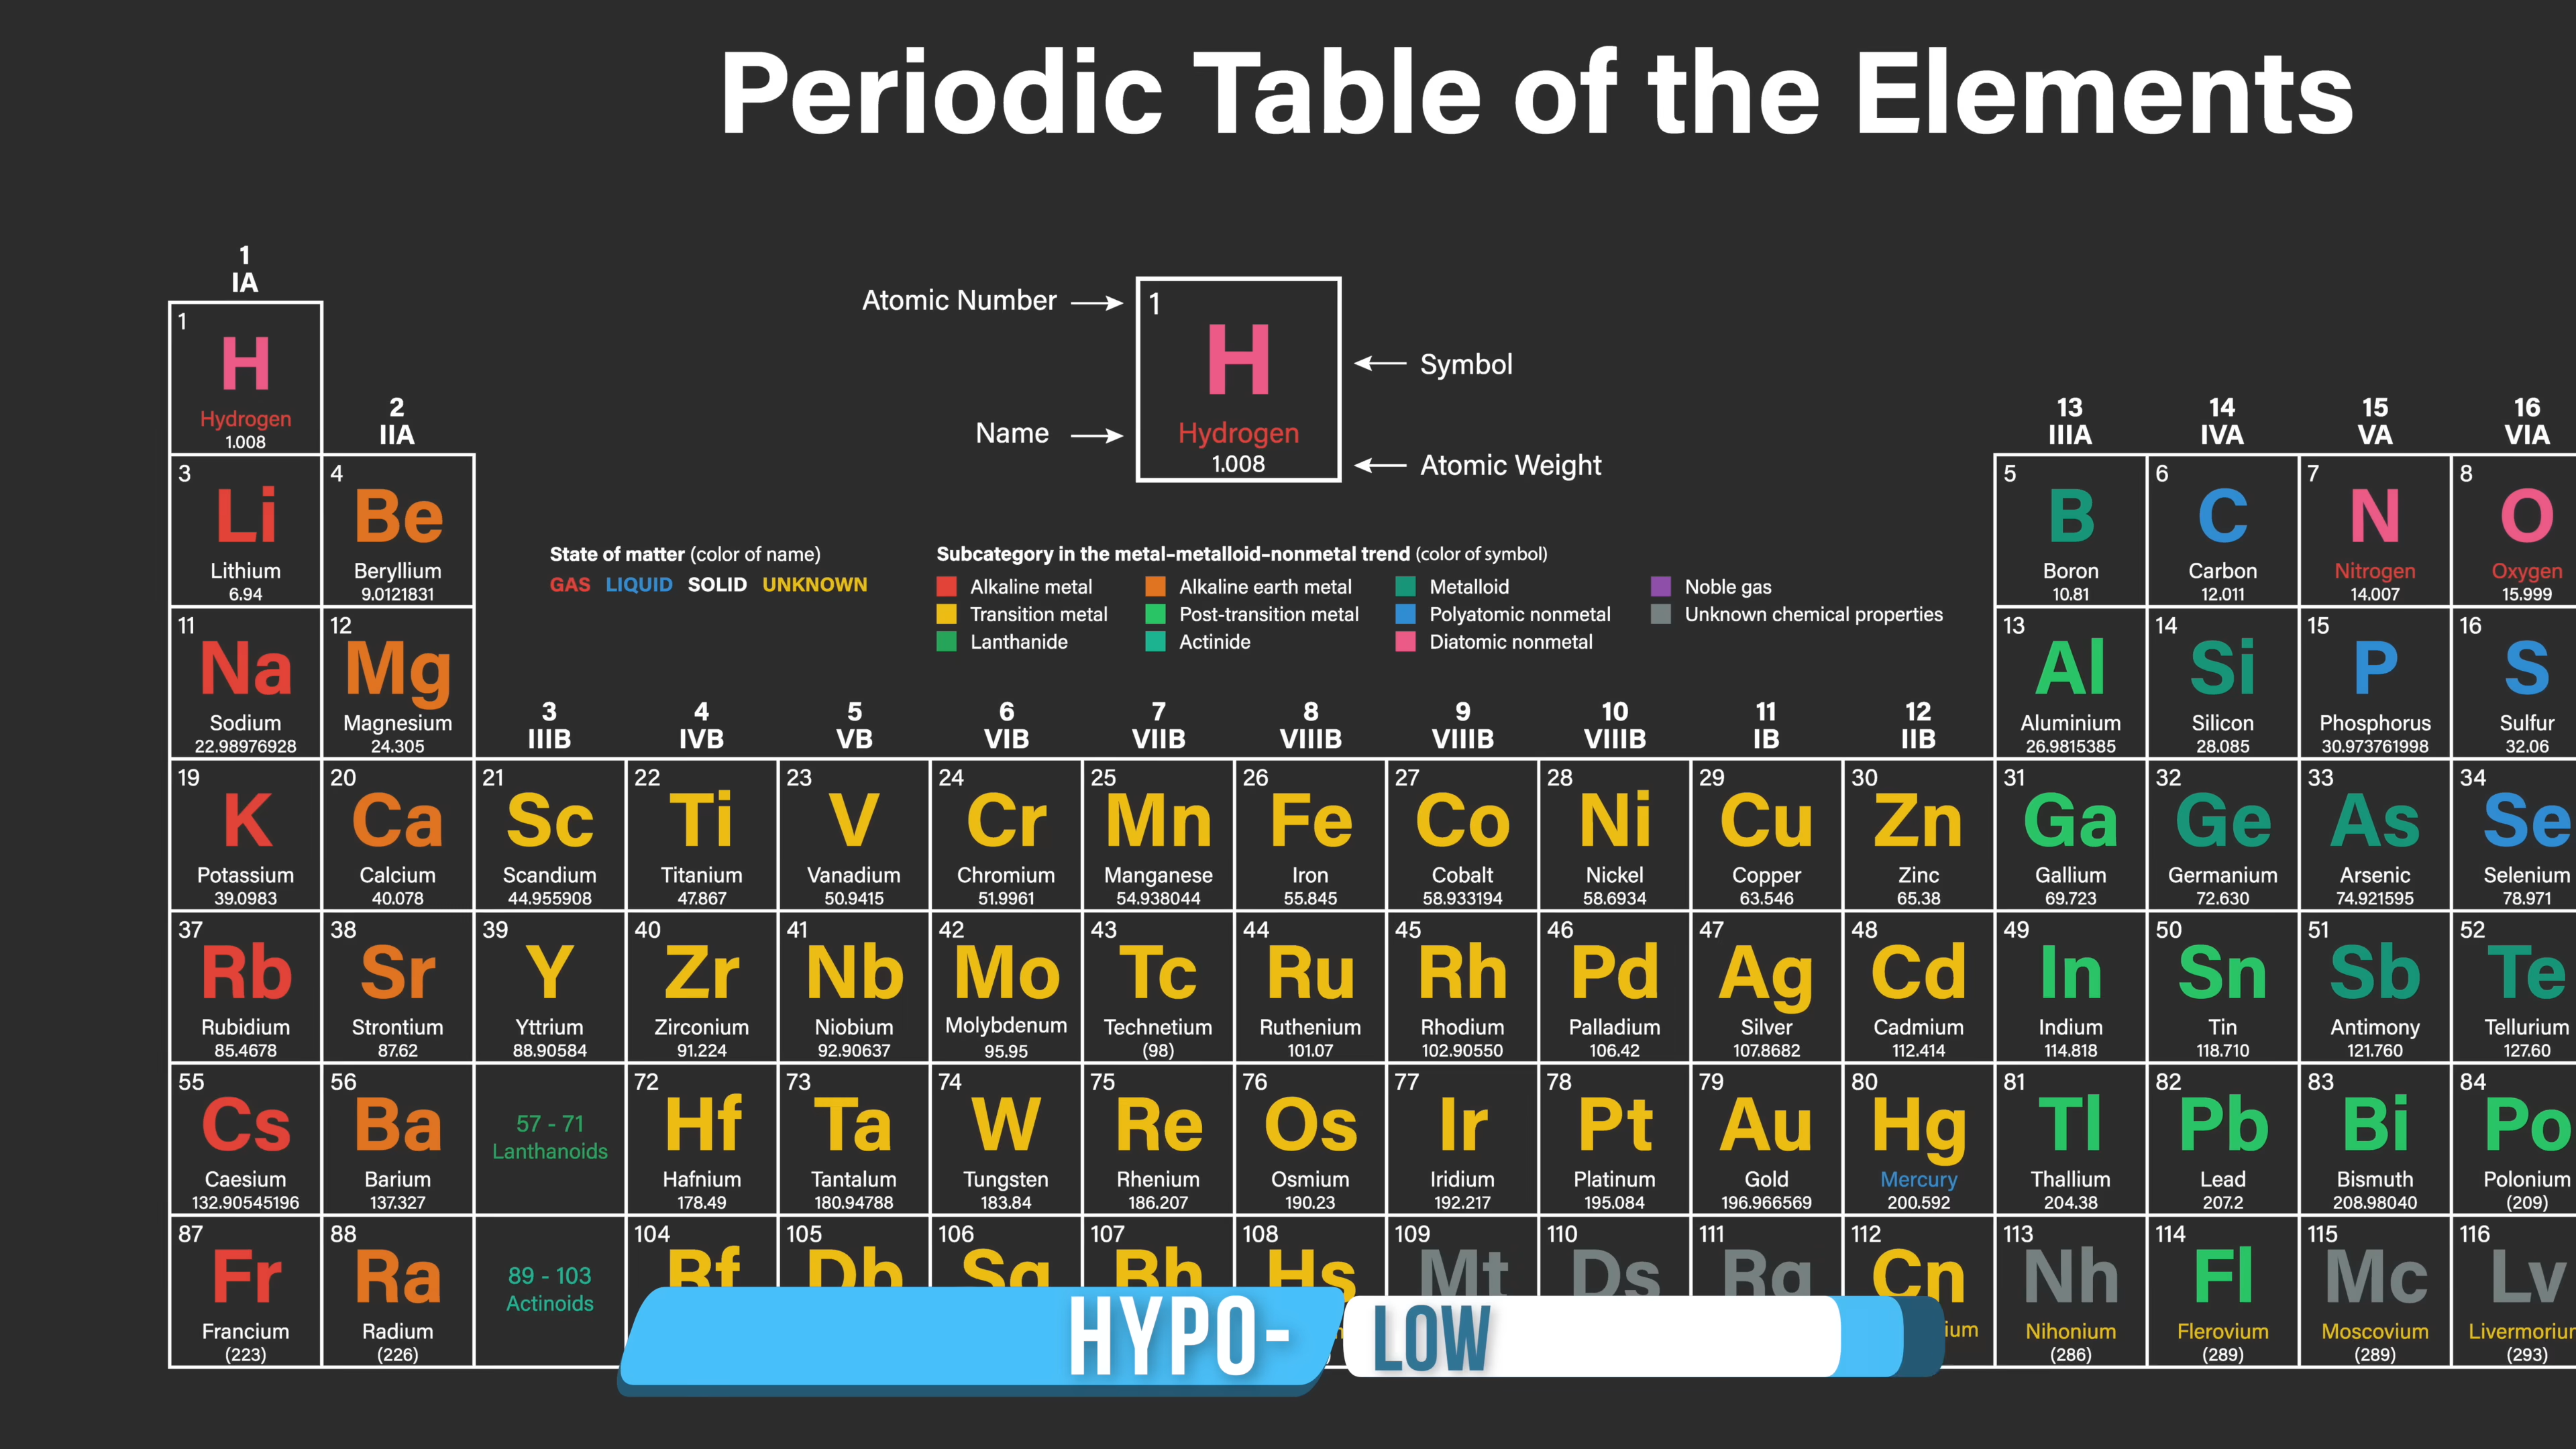 Periodic Table of the Elements
1
IA
1
H
Hydrogen
1.008
2
IIA
Atomic Number
Name
1
H
Hydrogen
1.008
Symbol
Atomic Weight
13
IIIA
14
IVA
15
VA
16
VIA
3
Li
Lithium
6.94
4
Be
Beryllium
9.0121831
State of matter (color of name)
GAS LIQUID SOLID UNKNOWN
Subcategory in the metal–metalloid–nonmetal trend (color of symbol)
Alkaline metal
Alkaline earth metal
Metalloid
Noble gas
Transition metal
Post-transition metal
Polyatomic nonmetal
Unknown chemical properties
Lanthanide
Actinide
Diatomic nonmetal
5
B
Boron
10.81
6
C
Carbon
12.011
7
N
Nitrogen
14.007
8
O
Oxygen
15.999
11
Na
Sodium
22.98976928
12
Mg
Magnesium
24.305
3
IIIB
4
IVB
5
VB
6
VIB
7
VIIB
8
VIIIB
9
VIIIB
10
VIIIB
11
IB
12
IIB
13
Al
Aluminium
26.9815385
14
Si
Silicon
28.085
15
P
Phosphorus
30.973761998
16
S
Sulfur
32.06
19
K
Potassium
39.0983
20
Ca
Calcium
40.078
21
Sc
Scandium
44.955908
22
Ti
Titanium
47.867
23
V
Vanadium
50.9415
24
Cr
Chromium
51.9961
25
Mn
Manganese
54.938044
26
Fe
Iron
55.845
27
Co
Cobalt
58.933194
28
Ni
Nickel
58.6934
29
Cu
Copper
63.546
30
Zn
Zinc
65.38
31
Ga
Gallium
69.723
32
Ge
Germanium
72.630
33
As
Arsenic
74.921595
34
Se
Selenium
78.971
37
Rb
Rubidium
85.4678
38
Sr
Strontium
87.62
39
Y
Yttrium
88.90584
40
Zr
Zirconium
91.224
41
Nb
Niobium
92.90637
42
Mo
Molybdenum
95.95
43
Tc
Technetium
(98)
44
Ru
Ruthenium
101.07
45
Rh
Rhodium
102.90550
46
Pd
Palladium
106.42
47
Ag
Silver
107.8682
48
Cd
Cadmium
112.414
49
In
Indium
114.818
50
Sn
Tin
118.710
51
Sb
Antimony
121.760
52
Te
Tellurium
127.60
55
Cs
Caesium
132.90545196
56
Ba
Barium
137.327
57 - 71
Lanthanoids
72
Hf
Hafnium
178.49
73
Ta
Tantalum
180.94788
74
W
Tungsten
183.84
75
Re
Rhenium
186.207
76
Os
Osmium
190.23
77
Ir
Iridium
192.217
78
Pt
Platinum
195.084
79
Au
Gold
196.966569
80
Hg
Mercury
200.592
81
Tl
Thallium
204.38
82
Pb
Lead
207.2
83
Bi
Bismuth
208.98040
84
Po
Polonium
(209)
87
Fr
Francium
(223)
88
Ra
Radium
(226)
89 - 103
Actinoids
104
Rf
105
Db
106
Sg
107
Bh
108
Hs
109
Mt
110
Ds
111
Rg
112
Cn
ium
113
Nh
Nihonium
(286)
114
Fl
Flerovium
(289)
115
Mc
Moscovium
(289)
116
Lv
Livermoriu
(293)
HYPO- LOW